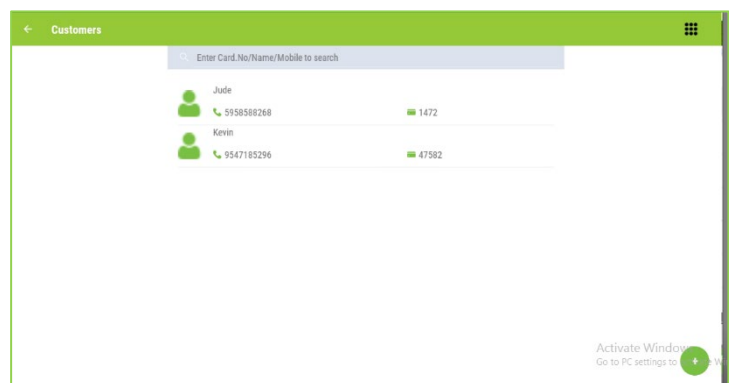 Customers
Enter Card.No/Name/Mobile to search
Jude
5958588268 1472
Kevin
9547185296 47582
Activate Window
Go to PC settings to